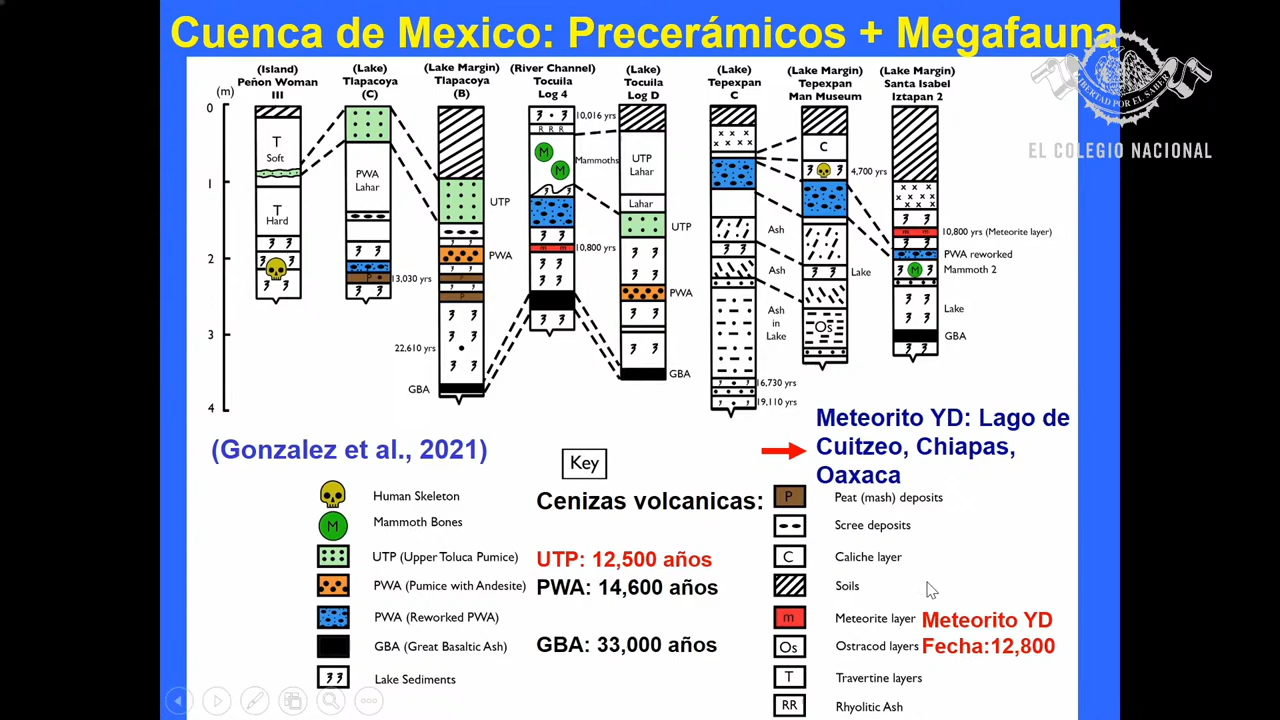 Cuenca de Mexico: Precerámicos + Megafauna
LIBERTAD POR EL SABER
EL COLEGIO NACIONAL
(Island)
Peñon Woman
III
(Lake)
Tlapacoya
(C)
(Lake Margin)
Tlapacoya
(B)
(River Channel)
Tocuila
Log 4
(Lake)
Tocuila
Log D
(Lake)
Tepexpan
C
(Lake Margin)
Tepexpan
Man Museum
(Lake Margin)
Santa Isabel
Iztapan 2
(m)
0
1
2
3
4
T
Soft
T
Hard
PWA
Lahar
P
13,030 yrs
P
22,610 yrs
GBA
UTP
PWA
10,016 yrs
R R R
M
M
Mammoths
m m
10,800 yrs
UTP
Lahar
Lahar
UTP
PWA
GBA
x x x x
x x x x
Ash
Ash
Ash
in
Lake
16,730 yrs
19,110 yrs
C
4,700 yrs
Lake
Os
x x x x
x x x x
m m
10,800 yrs (Meteorite layer)
PWA reworked
M
Mammoth 2
Lake
GBA
(Gonzalez et al., 2021)
Key
Meteorito YD: Lago de
Cuitzeo, Chiapas,
Oaxaca
Human Skeleton
M
Mammoth Bones
UTP (Upper Toluca Pumice)
PWA (Pumice with Andesite)
PWA (Reworked PWA)
GBA (Great Basaltic Ash)
Lake Sediments
Cenizas volcanicas:
UTP: 12,500 años
PWA: 14,600 años
GBA: 33,000 años
P
Peat (mash) deposits
Scree deposits
C
Caliche layer
Soils
m
Meteorite layer
Meteorito YD
Os
Ostracod layers
Fecha:12,800
T
Travertine layers
RR
Rhyolitic Ash